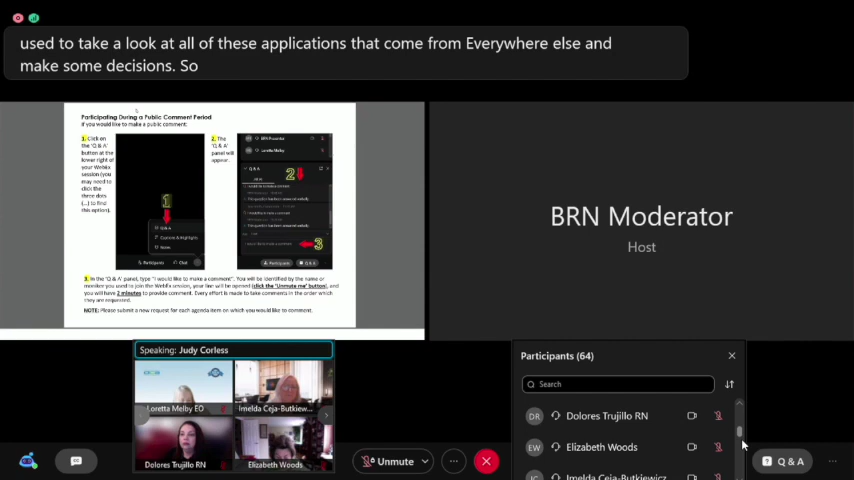 used to take a look at all of these applications that come from Everywhere else and
make some decisions. So
Participating During a Public Comment Period
If you would like to make a public comment:
1. Click on
the 'Q & A'
button at the
lower right of
your WebEx
session (you
may need to
click the
three dots
(...) to find
this option).
1
Q & A
Participants
Chat
2. The
'Q & A'
panel will
appear.
BRN Presenter
Loretta Melby
Q & A
2
3
Participants
Q & A
3. In the 'Q & A' panel, type "I would like to make a comment". You will be identified by the name or
moniker you used to join the WebEx session, your line will be opened (click the 'Unmute me' button), and
you will have 2 minutes to provide comment. Every effort is made to take comments in the order which
they are requested.
NOTE: Please submit a new request for each agenda item on which you would like to comment.
BRN Moderator
Host
Speaking: Judy Corless
Loretta Melby EO
Imelda Ceja-Butkiew...
Dolores Trujillo RN
Elizabeth Woods
Participants (64)
Search
DR Dolores Trujillo RN
EW Elizabeth Woods
Imelda Ceja-Butkiewicz
CC
Unmute
Q & A